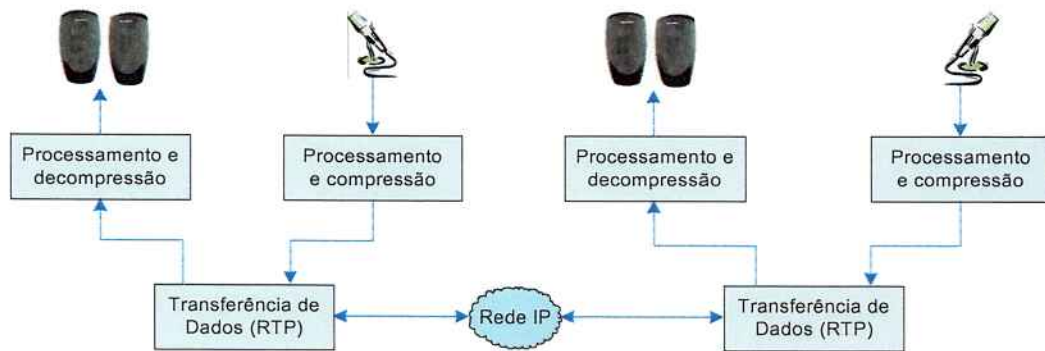 Processamento e
decompressão
Processamento
e compressão
Processamento e
decompressão
Processamento
e compressão
Transferência de
Dados (RTP)
Rede IP
Transferência de
Dados (RTP)